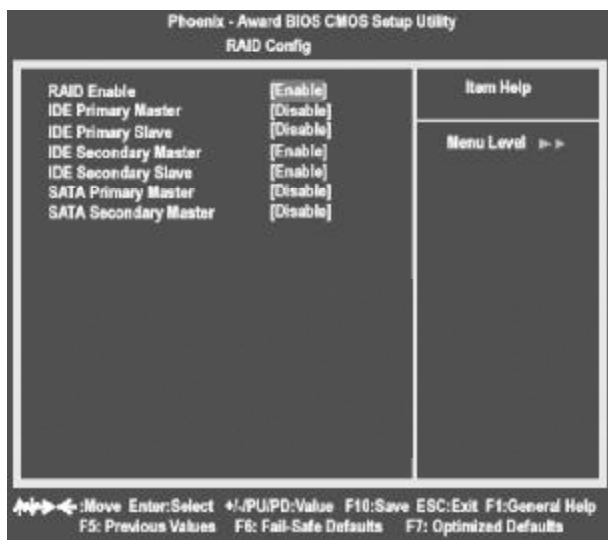 Phoenix - Award BIOS CMOS Setup Utility
RAID Config
RAID Enable [Enable]
IDE Primary Master [Disable]
IDE Primary Slave [Disable]
IDE Secondary Master [Enable]
IDE Secondary Slave [Enable]
SATA Primary Master [Disable]
SATA Secondary Master [Disable]
Item Help
Menu Level ►►
:Move Enter:Select +/-/PU/PD:Value F10:Save ESC:Exit F1:General Help
F5: Previous Values F6: Fail-Safe Defaults F7: Optimized Defaults